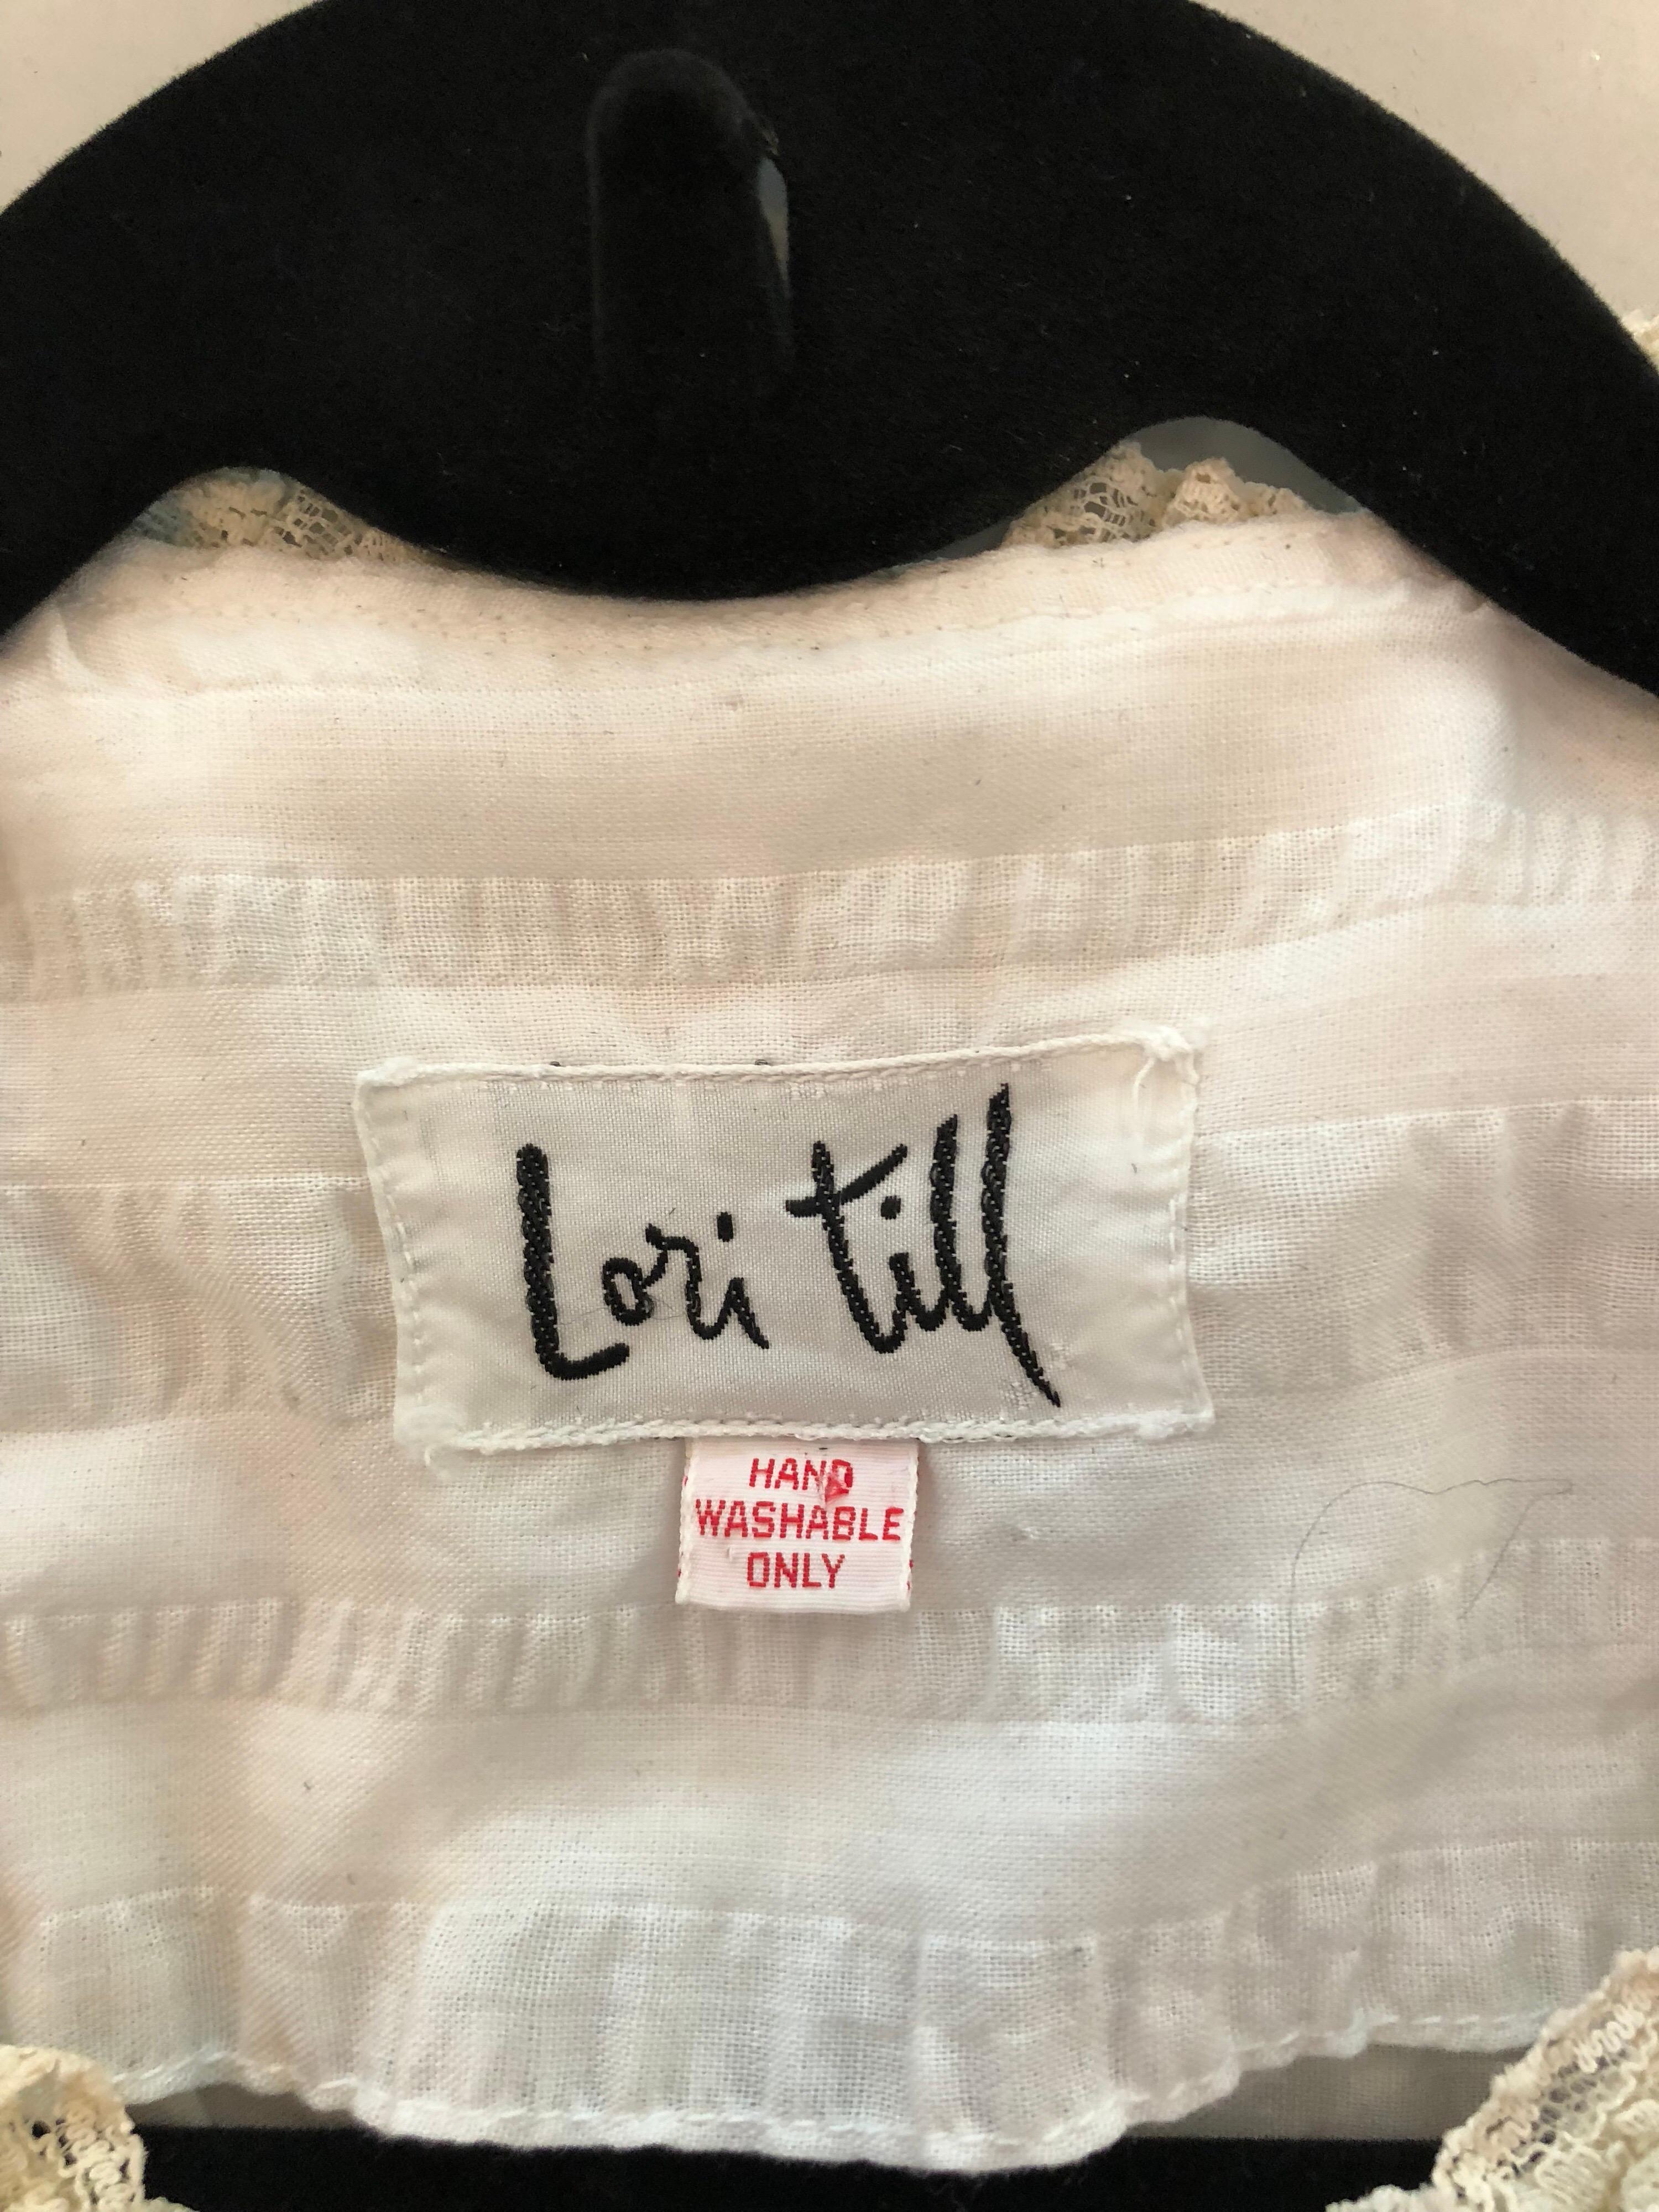 Lori till
HAND
WASHABLE
ONLY